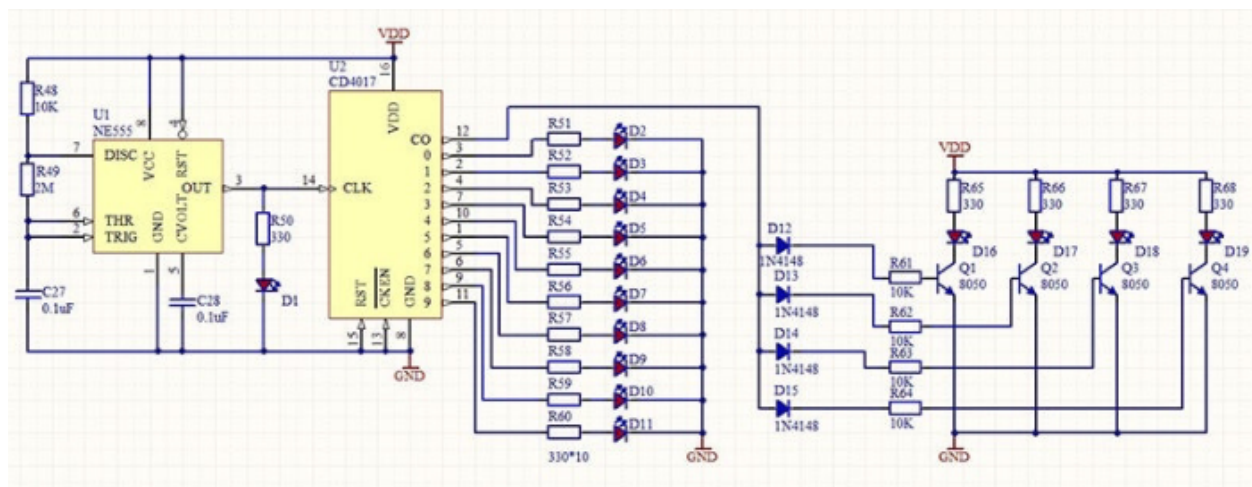 VDD
R48
10K
U1
NE555
8
4
7
DISC
VCC
RST
R49
2M
OUT
3
6
THR
2
TRIG
GND
CVOLT
1
5
C27
0.1uF
C28
0.1uF
R50
330
D1
U2
CD4017
16
VDD
14
CLK
CO
12
0
3
1
2
2
4
3
7
4
10
5
1
6
5
7
6
8
9
9
11
RST
CKEN
GND
15
13
8
GND
R51
D2
R52
D3
R53
D4
R54
D5
R55
D6
R56
D7
R57
D8
R58
D9
R59
D10
R60
D11
330*10
GND
D12
1N4148
D13
1N4148
D14
1N4148
D15
1N4148
R61
10K
R62
10K
R63
10K
R64
10K
VDD
R65
330
R66
330
R67
330
R68
330
D16
D17
D18
D19
Q1
8050
Q2
8050
Q3
8050
Q4
8050
GND